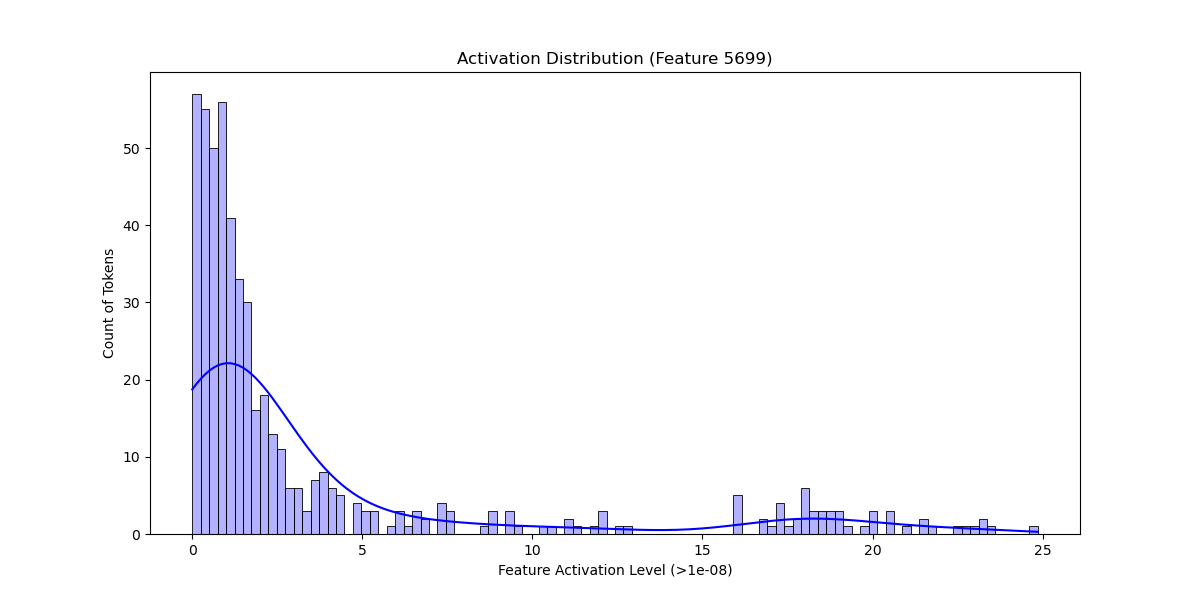 Activation Distribution (Feature 5699)
Count of Tokens
50
40
30
20
10
0
0 5 10 15 20 25
Feature Activation Level (>1e-08)